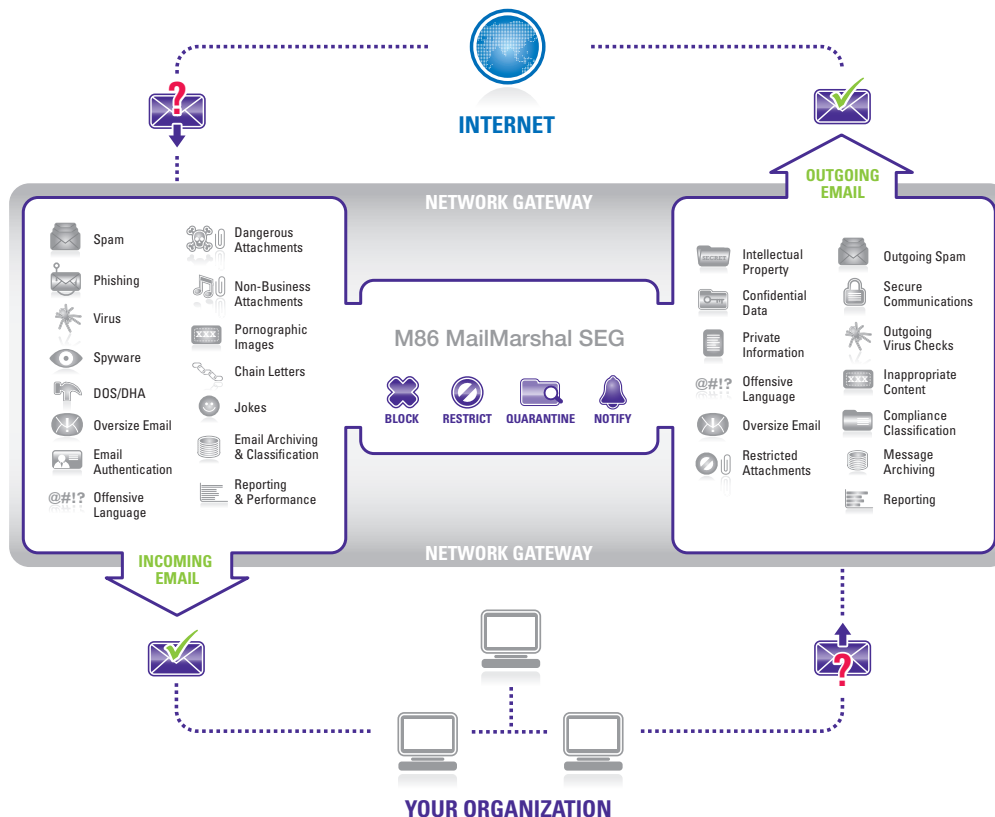 INTERNET
OUTGOING
EMAIL
NETWORK GATEWAY
Spam
Phishing
Virus
Spyware
DOS/DHA
Oversize Email
Email
Authentication
@#!?
Offensive
Language
Dangerous
Attachments
Non-Business
Attachments
XXX
Pornographic
Images
Chain Letters
Jokes
Email Archiving
& Classification
Reporting
& Performance
M86 MailMarshal SEG
BLOCK
RESTRICT
QUARANTINE
NOTIFY
SECRET
Intellectual
Property
Confidential
Data
Private
Information
@#!?
Offensive
Language
Oversize Email
Restricted
Attachments
Outgoing Spam
Secure
Communications
Outgoing
Virus Checks
XXX
Inappropriate
Content
Compliance
Classification
Message
Archiving
Reporting
NETWORK GATEWAY
INCOMING
EMAIL
YOUR ORGANIZATION